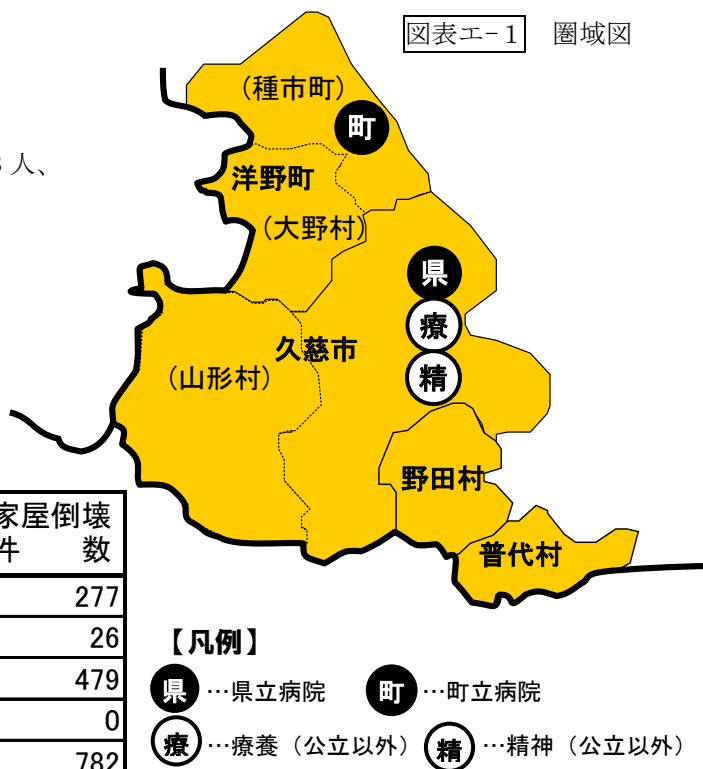 図表エ-1 圏域図
(種市町)
町
人、
洋野町
(大野村)
県
療
久慈市
精
(山形村)
野田村
普代村
家屋倒壊
件 数
277
26
479
0
782
【凡例】
県…県立病院 町…町立病院
療…療養（公立以外） 精…精神（公立以外）